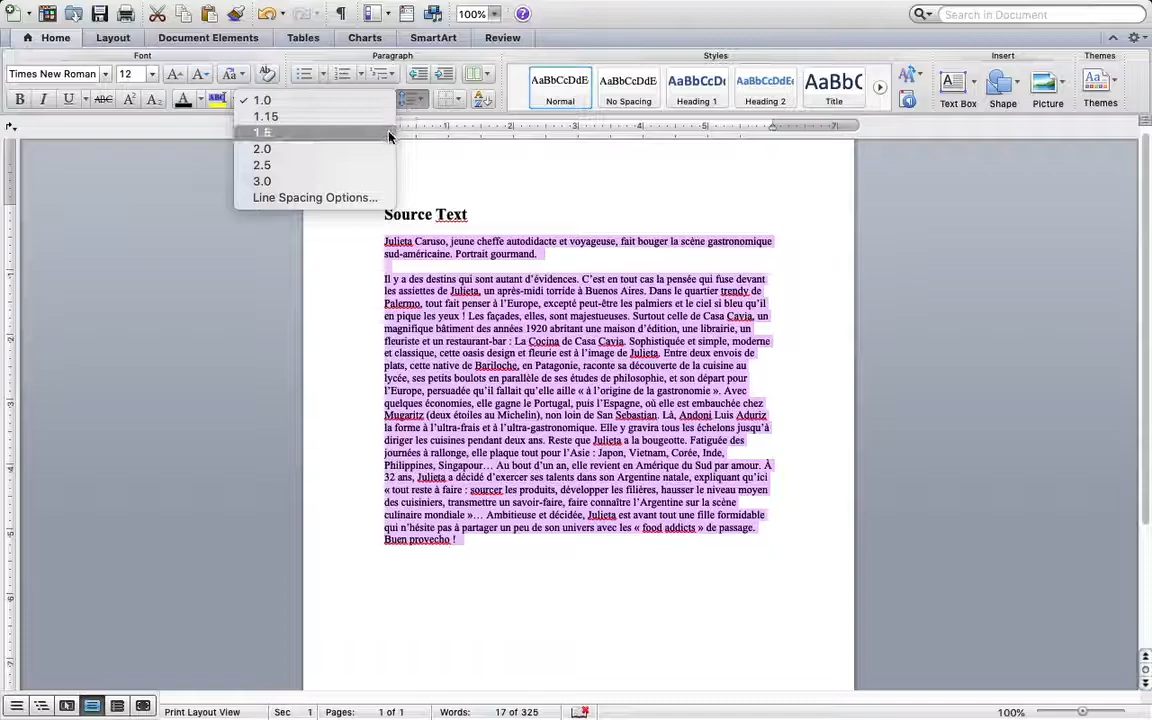 100%
Search in Document
Home Layout Document Elements Tables Charts SmartArt Review
Font Paragraph Styles Insert Themes
Times New Roman 12 Aa
AaBbCcDdE AaBbCcDdE AaBbCcDc AaBbCcDdEe AaBbC Aa
Normal No Spacing Heading 1 Heading 2 Title Text Box Shape Picture Themes
B I U ABC A² A₂ A ABC
1.0
1.15
1.5
2.0
2.5
3.0
Line Spacing Options...
Source Text
Julieta Caruso, jeune cheffe autodidacte et voyageuse, fait bouger la scène gastronomique
sud-américaine. Portrait gourmand.
Il y a des destins qui sont autant d’évidences. C’est en tout cas la pensée qui fuse devant
les assiettes de Julieta, un après-midi torride à Buenos Aires. Dans le quartier trendy de
Palermo, tout fait penser à l’Europe, excepté peut-être les palmiers et le ciel si bleu qu’il
en pique les yeux ! Les façades, elles, sont majestueuses. Surtout celle de Casa Cavia, un
magnifique bâtiment des années 1920 abritant une maison d’édition, une librairie, un
fleuriste et un restaurant-bar : La Cocina de Casa Cavia. Sophistiquée et simple, moderne
et classique, cette oasis design et fleurie est à l’image de Julieta. Entre deux envois de
plats, cette native de Bariloche, en Patagonie, raconte sa découverte de la cuisine au
lycée, ses petits boulots en parallèle de ses études de philosophie, et son départ pour
l’Europe, persuadée qu’il fallait qu’elle aille « à l’origine de la gastronomie ». Avec
quelques économies, elle gagne le Portugal, puis l’Espagne, où elle est embauchée chez
Mugaritz (deux étoiles au Michelin), non loin de San Sebastian. Là, Andoni Luis Aduriz
la forme à l’ultra-frais et à l’ultra-gastronomique. Elle y gravira tous les échelons jusqu’à
diriger les cuisines pendant deux ans. Reste que Julieta a la bougeotte. Fatiguée des
journées à rallonge, elle plaque tout pour l’Asie : Japon, Vietnam, Corée, Inde,
Philippines, Singapour… Au bout d’un an, elle revient en Amérique du Sud par amour. À
32 ans, Julieta a décidé d’exercer ses talents dans son Argentine natale, expliquant qu’ici
« tout reste à faire : sourcer les produits, développer les filières, hausser le niveau moyen
des cuisiniers, transmettre un savoir-faire, faire connaître l’Argentine sur la scène
culinaire mondiale »… Ambitieuse et décidée, Julieta est avant tout une fille formidable
qui n’hésite pas à partager un peu de son univers avec les « food addicts » de passage.
Buen provecho !
Print Layout View Sec 1 Pages: 1 of 1 Words: 17 of 325 100%